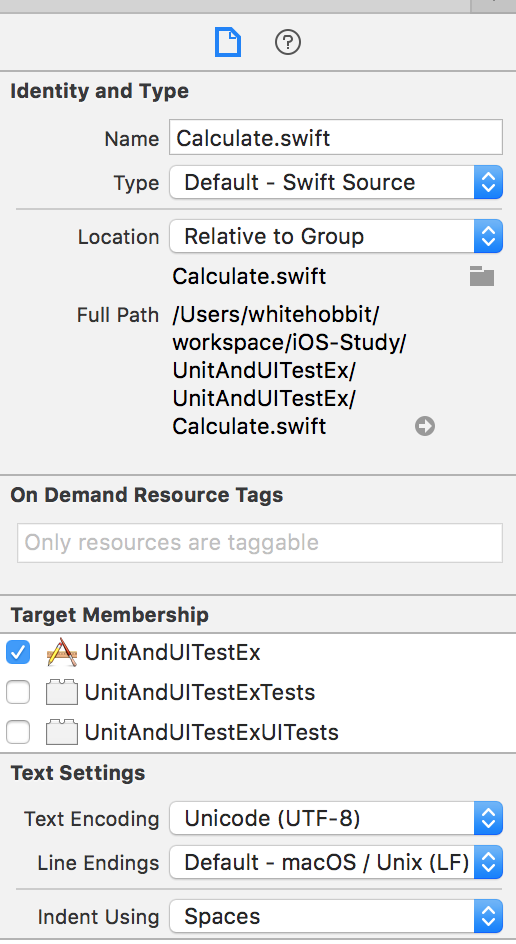 Identity and Type
Name Calculate.swift
Type Default - Swift Source
Location Relative to Group
Calculate.swift
Full Path /Users/whitehobbit/
workspace/iOS-Study/
UnitAndUITestEx/
UnitAndUITestEx/
Calculate.swift
On Demand Resource Tags
Only resources are taggable
Target Membership
UnitAndUITestEx
UnitAndUITestExTests
UnitAndUITestExUITests
Text Settings
Text Encoding Unicode (UTF-8)
Line Endings Default - macOS / Unix (LF)
Indent Using Spaces